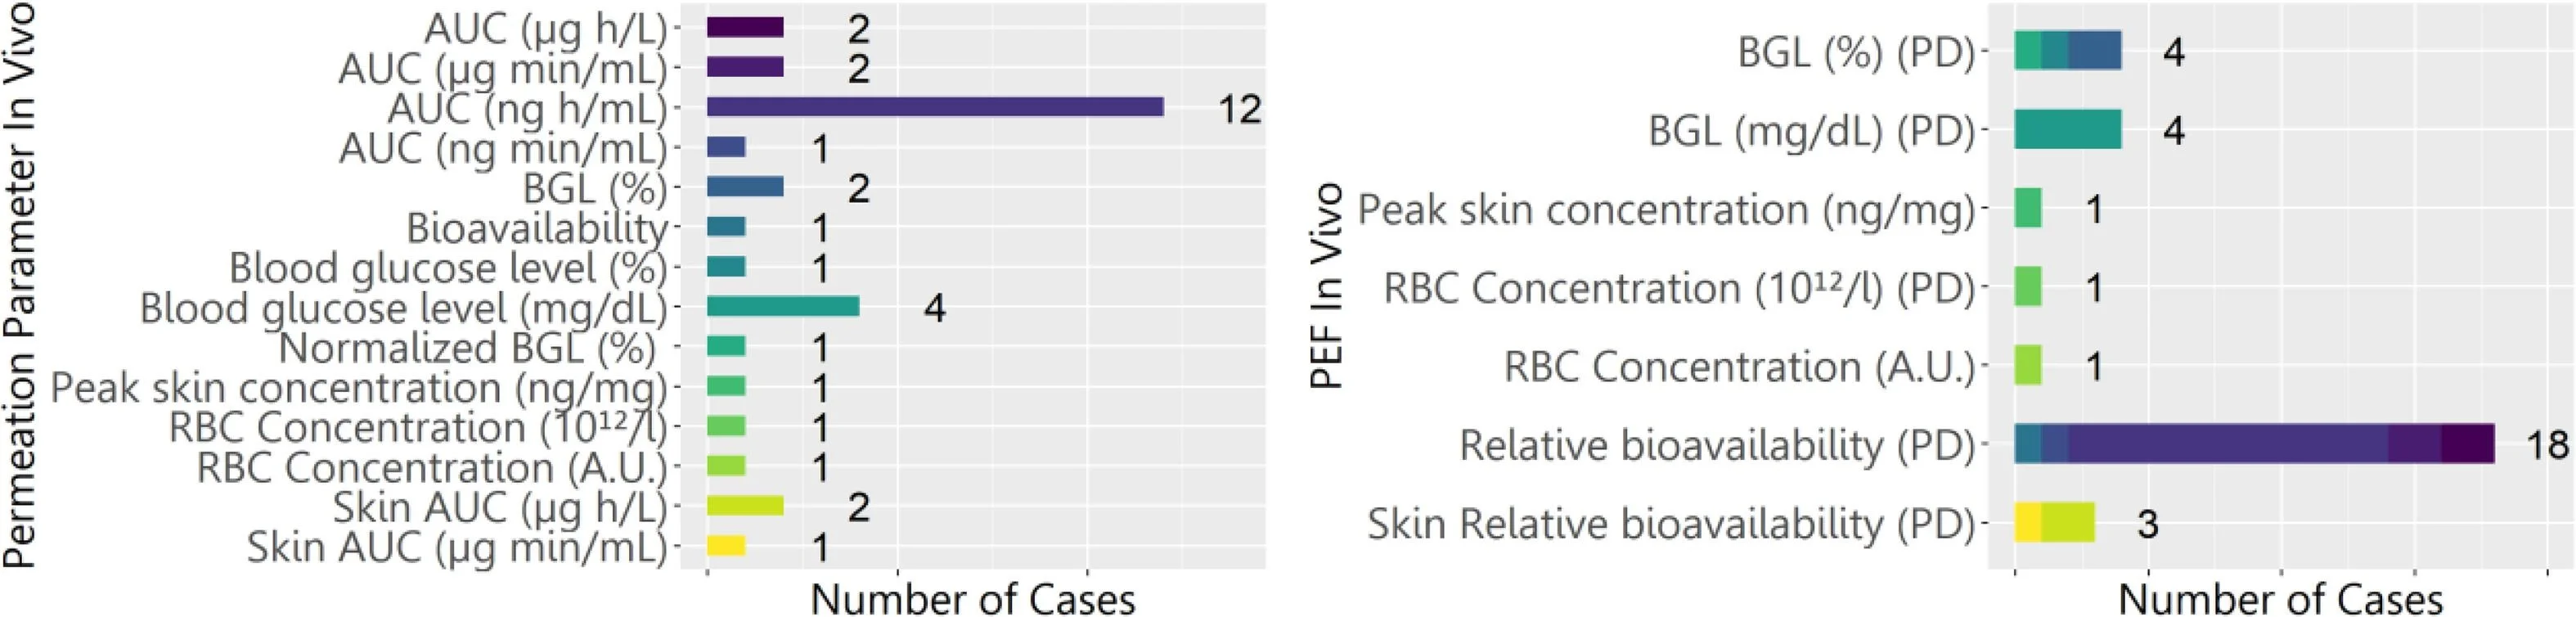 Permeation Parameter In Vivo
AUC (µg h/L) 2
AUC (µg min/mL) 2
AUC (ng h/mL) 12
AUC (ng min/mL) 1
BGL (%) 2
Bioavailability 1
Blood glucose level (%) 1
Blood glucose level (mg/dL) 4
Normalized BGL (%) 1
Peak skin concentration (ng/mg) 1
RBC Concentration (10¹²/l) 1
RBC Concentration (A.U.) 1
Skin AUC (µg h/L) 2
Skin AUC (µg min/mL) 1
Number of Cases
PEF In Vivo
BGL (%) (PD) 4
BGL (mg/dL) (PD) 4
Peak skin concentration (ng/mg) 1
RBC Concentration (10¹²/l) (PD) 1
RBC Concentration (A.U.) 1
Relative bioavailability (PD) 18
Skin Relative bioavailability (PD) 3
Number of Cases